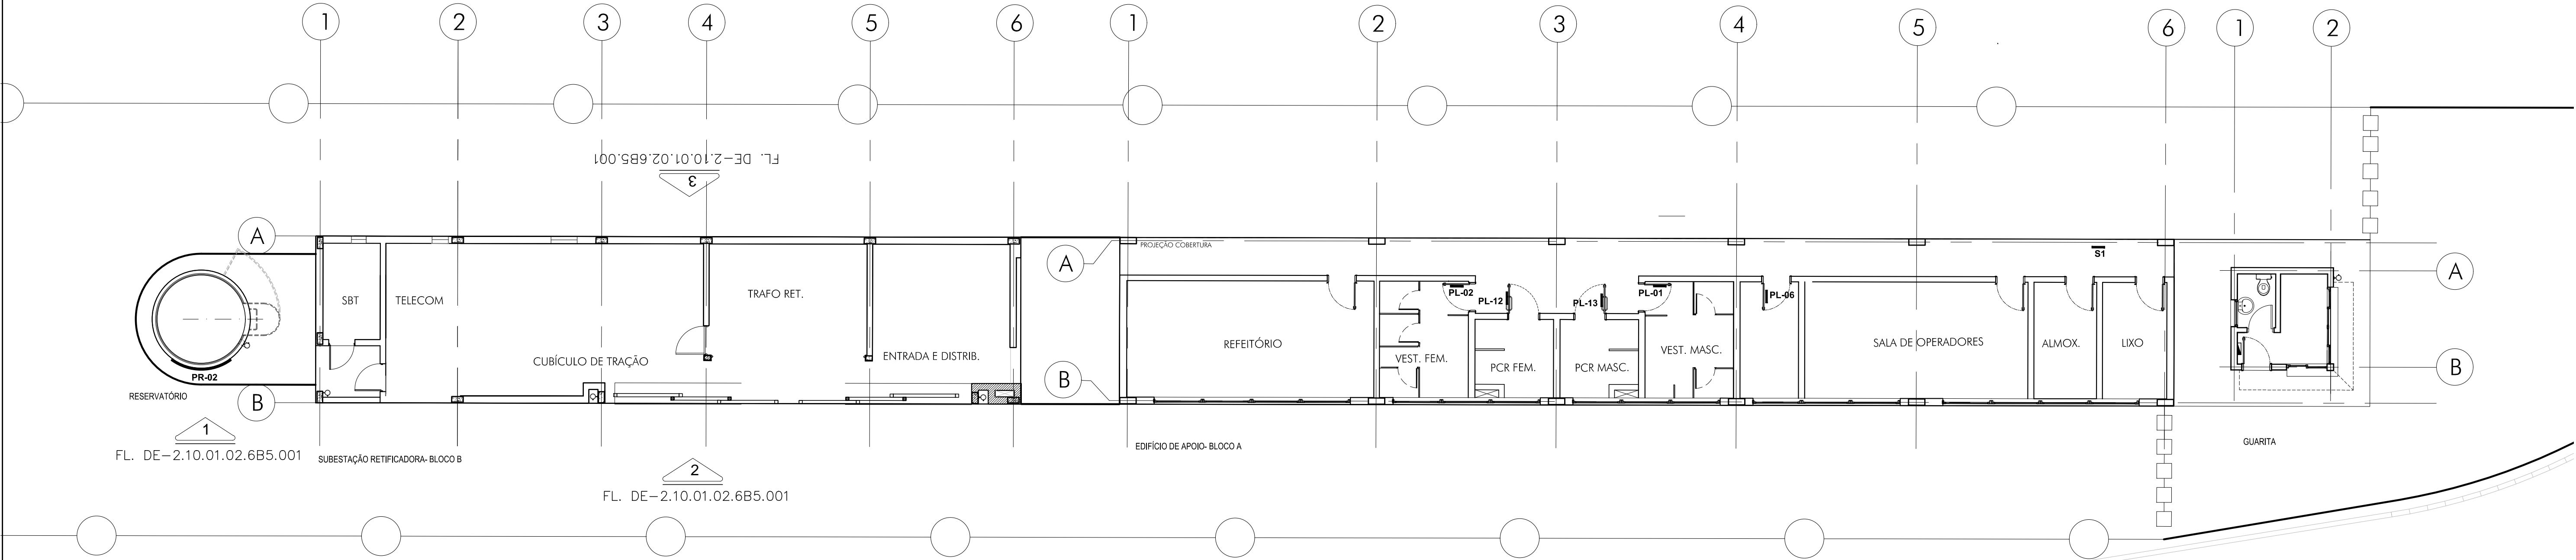 1 2 3 4 5 6 1 2 3 4 5 6 1 2
FL. DE-2.10.01.02.6B5.001
3
A
A
PROJEÇÃO COBERTURA
S1
A
SBT
TELECOM
TRAFO RET.
PL-02
PL-12
PL-13
PL-01
PL-06
CUBÍCULO DE TRAÇÃO
ENTRADA E DISTRIB.
REFEITÓRIO
VEST. FEM.
PCR FEM.
PCR MASC.
VEST. MASC.
SALA DE OPERADORES
ALMOX.
LIXO
PR-02
RESERVATÓRIO
B
B
B
1
FL. DE-2.10.01.02.6B5.001
SUBESTAÇÃO RETIFICADORA- BLOCO B
2
FL. DE-2.10.01.02.6B5.001
EDIFÍCIO DE APOIO- BLOCO A
GUARITA